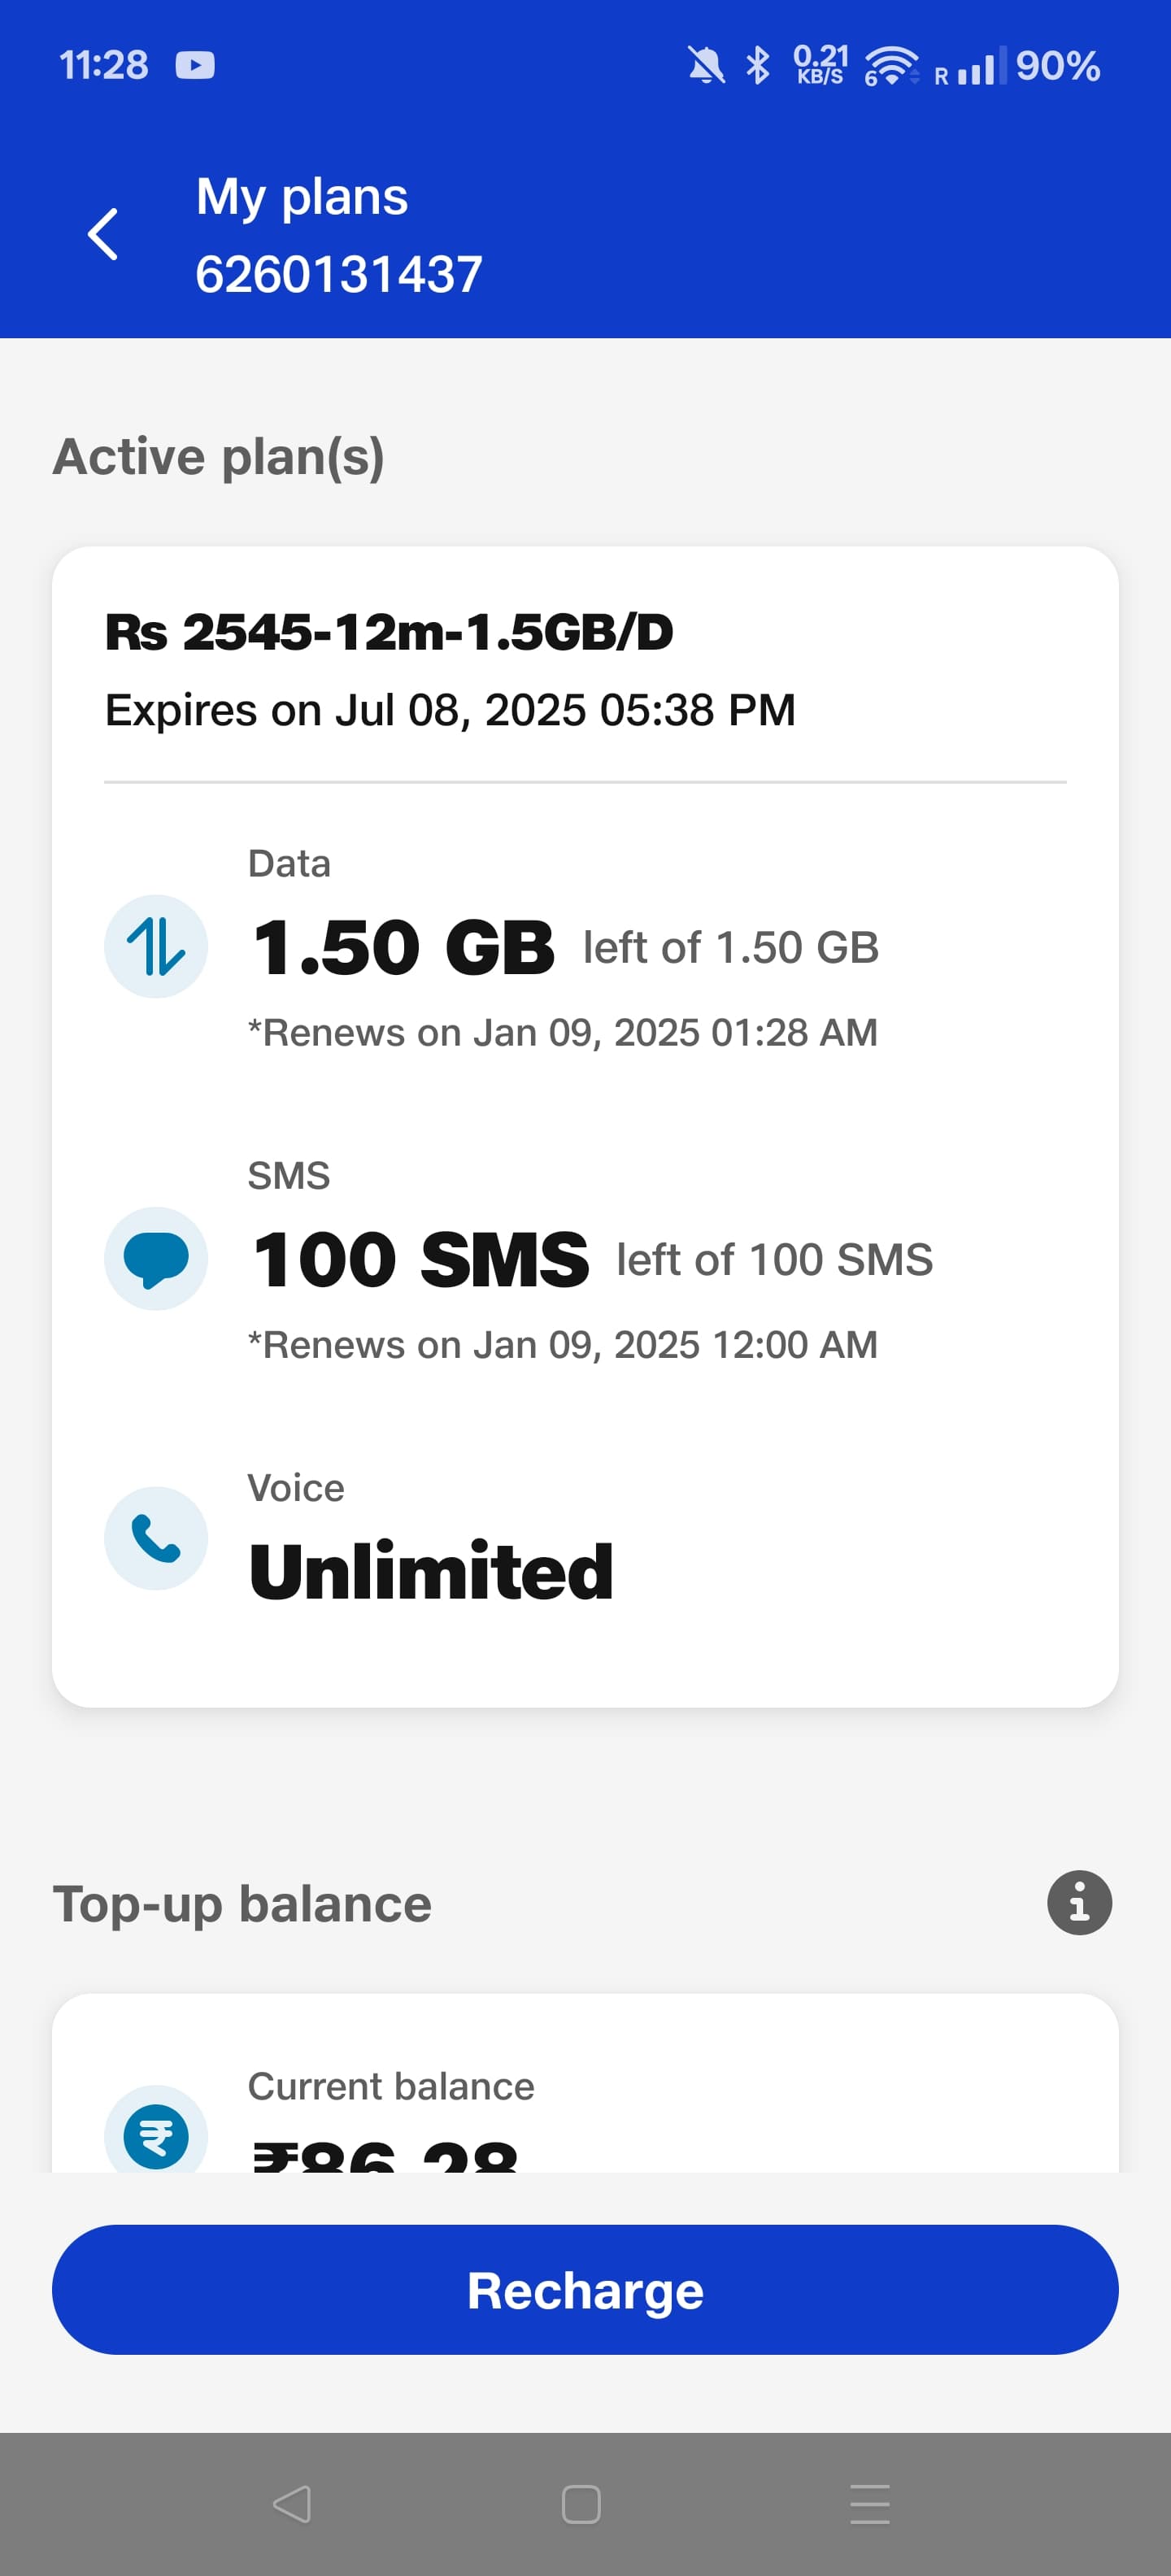 11:28 0.21 KB/S 6 R 90%
My plans
6260131437
Active plan(s)
Rs 2545-12m-1.5GB/D
Expires on Jul 08, 2025 05:38 PM
Data
1.50 GB left of 1.50 GB
*Renews on Jan 09, 2025 01:28 AM
SMS
100 SMS left of 100 SMS
*Renews on Jan 09, 2025 12:00 AM
Voice
Unlimited
Top-up balance
Current balance
₹86.28
Recharge